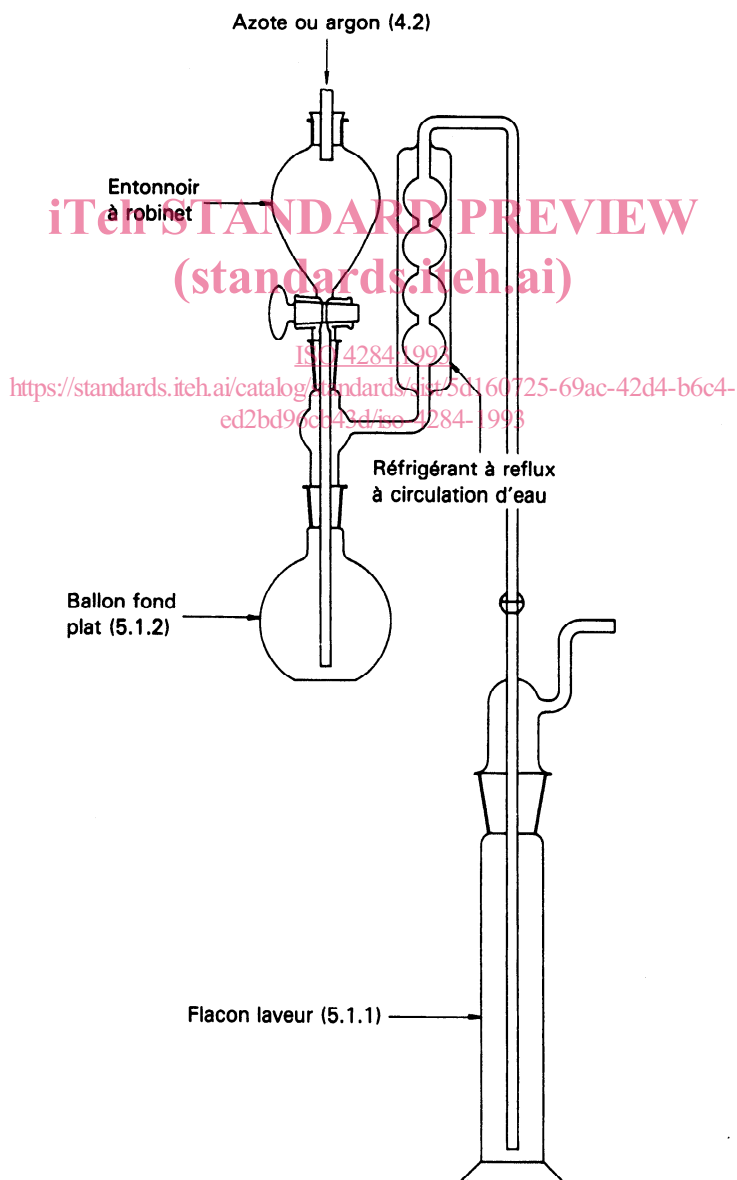 Azote ou argon (4.2)
Entonnoir
à robinet
iTeh STANDARD PREVIEW
(standards.iteh.ai)
ISO 4284:1993
https://standards.iteh.ai/catalog/standards/sist/5d160725-69ac-42d4-b6c4-
ed2bd96cb43d/iso-4284-1993
Réfrigérant à reflux
à circulation d'eau
Ballon fond
plat (5.1.2)
Flacon laveur (5.1.1)